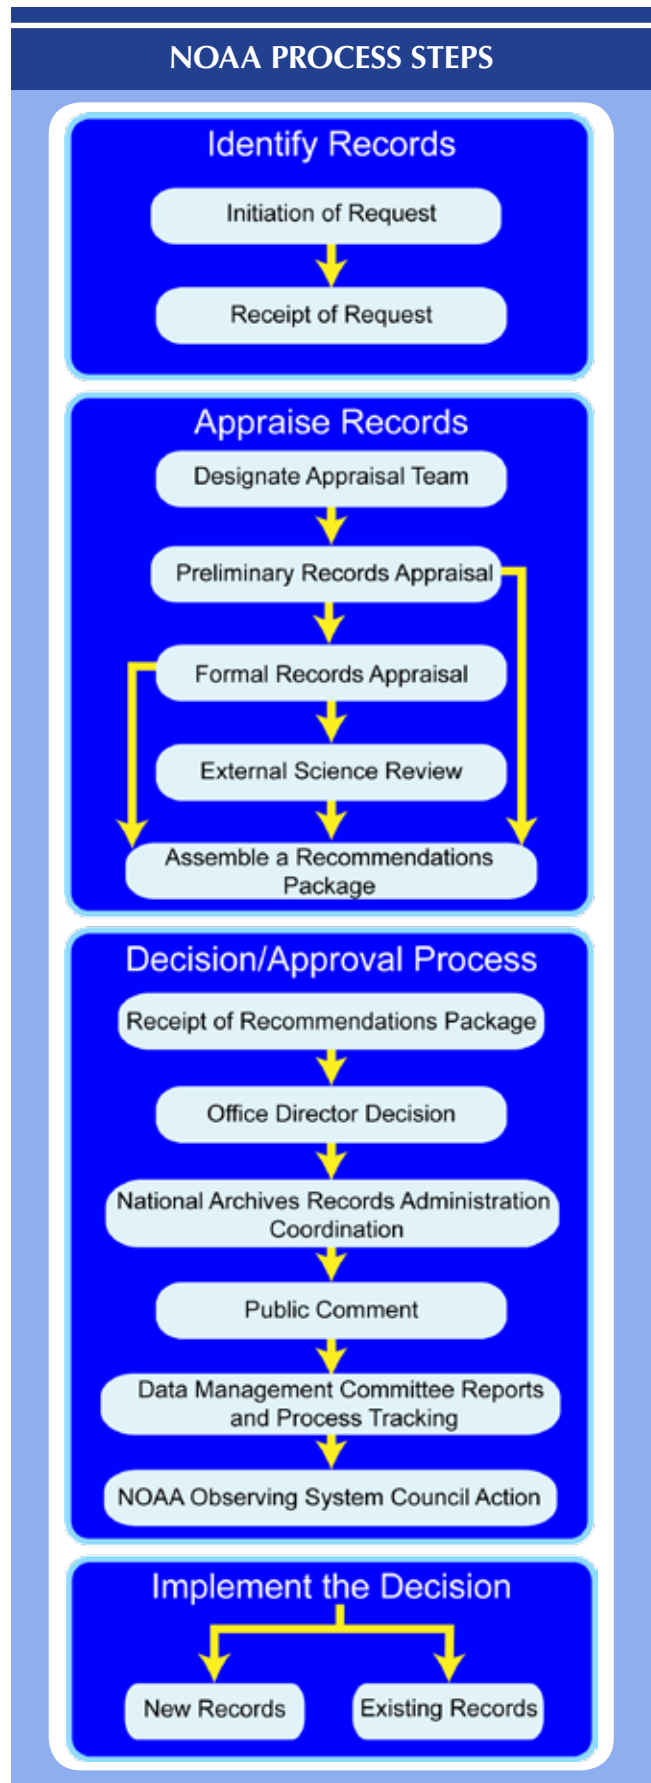 NOAA PROCESS STEPS
Identify Records
Initiation of Request
Receipt of Request
Appraise Records
Designate Appraisal Team
Preliminary Records Appraisal
Formal Records Appraisal
External Science Review
Assemble a Recommendations
Package
Decision/Approval Process
Receipt of Recommendations Package
Office Director Decision
National Archives Records Administration
Coordination
Public Comment
Data Management Committee Reports
and Process Tracking
NOAA Observing System Council Action
Implement the Decision
New Records
Existing Records